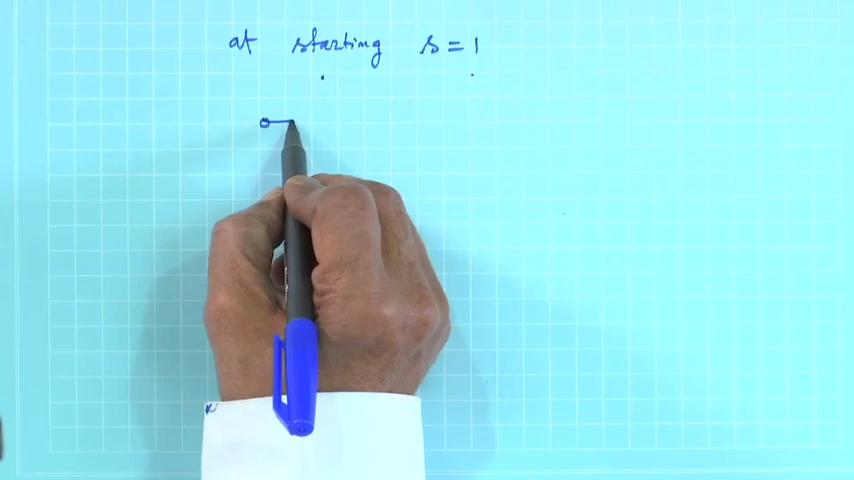 at starting s = 1